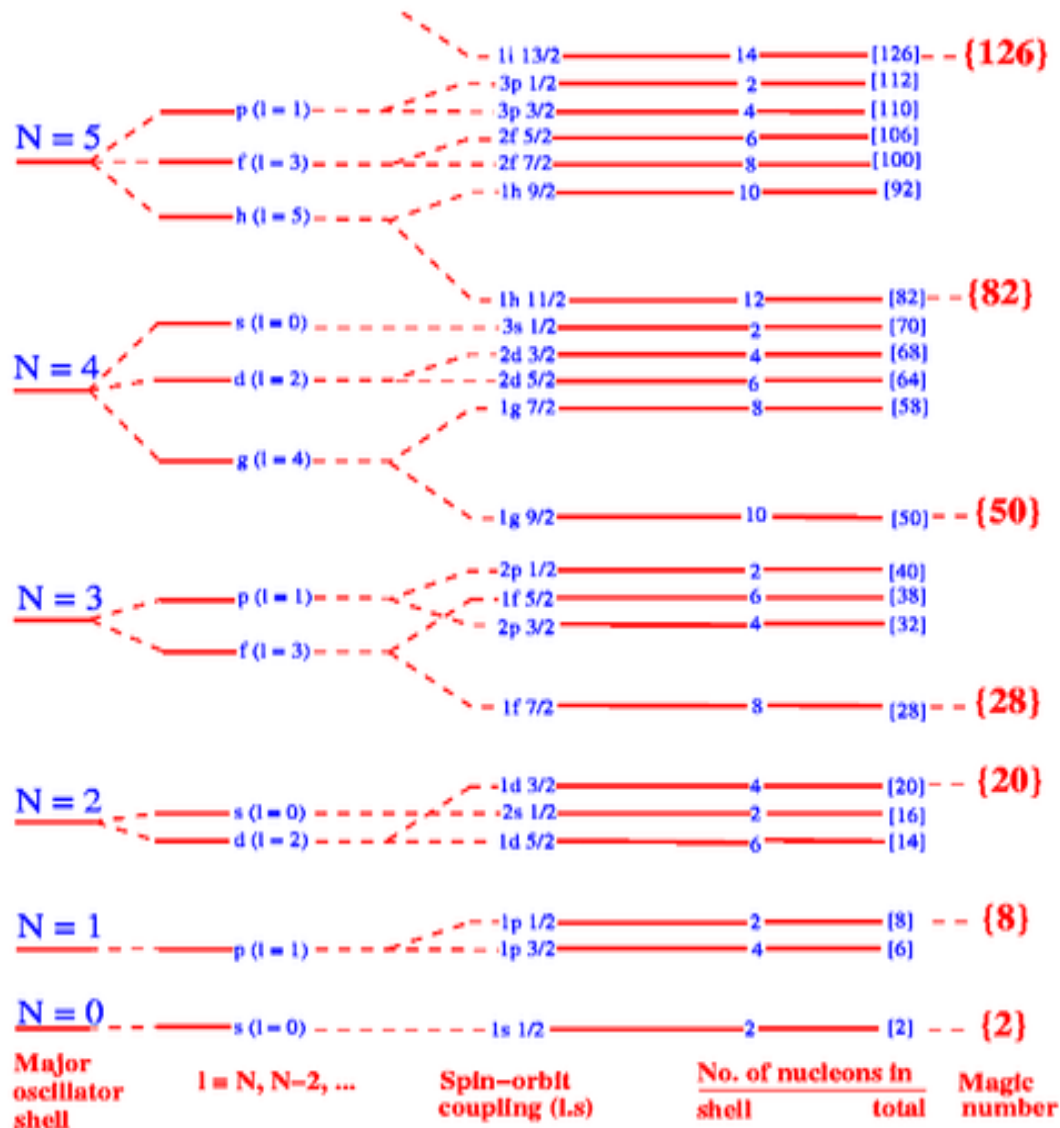 1i 13/2 14 [126] {126}
3p 1/2 2 [112]
p (l = 1) 3p 3/2 4 [110]
N = 5 2f 5/2 6 [106]
f (l = 3) 2f 7/2 8 [100]
h (l = 5) 1h 9/2 10 [92]
1h 11/2 12 [82] {82}
s (l = 0) 3s 1/2 2 [70]
N = 4 2d 3/2 4 [68]
d (l = 2) 2d 5/2 6 [64]
1g 7/2 8 [58]
g (l = 4)
1g 9/2 10 [50] {50}
2p 1/2 2 [40]
N = 3 p (l = 1) 1f 5/2 6 [38]
2p 3/2 4 [32]
f (l = 3)
1f 7/2 8 [28] {28}
1d 3/2 4 [20] {20}
N = 2 s (l = 0) 2s 1/2 2 [16]
d (l = 2) 1d 5/2 6 [14]
N = 1 1p 1/2 2 [8] {8}
p (l = 1) 1p 3/2 4 [6]
N = 0 s (l = 0) 1s 1/2 2 [2] {2}
Major
oscillator
shell
l = N, N-2, ...
Spin-orbit
coupling (l.s)
No. of nucleons in
shell total
Magic
number